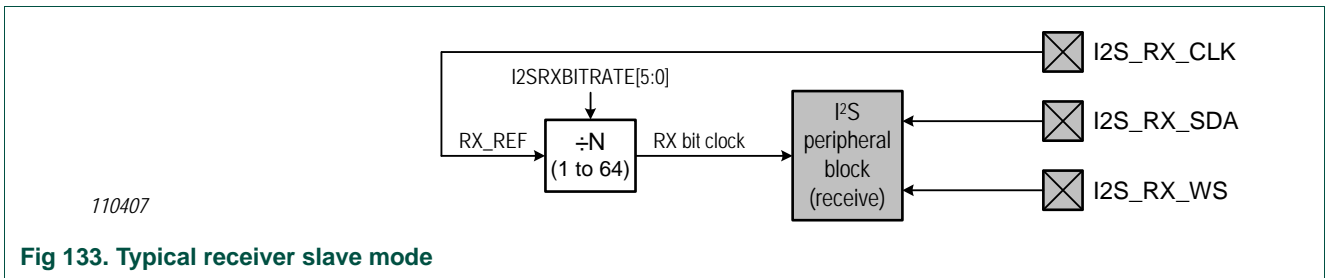 I2S_RX_CLK
I2SRXBITRATE[5:0]
RX_REF
÷N
(1 to 64)
RX bit clock
I²S
peripheral
block
(receive)
I2S_RX_SDA
I2S_RX_WS
110407
Fig 133. Typical receiver slave mode